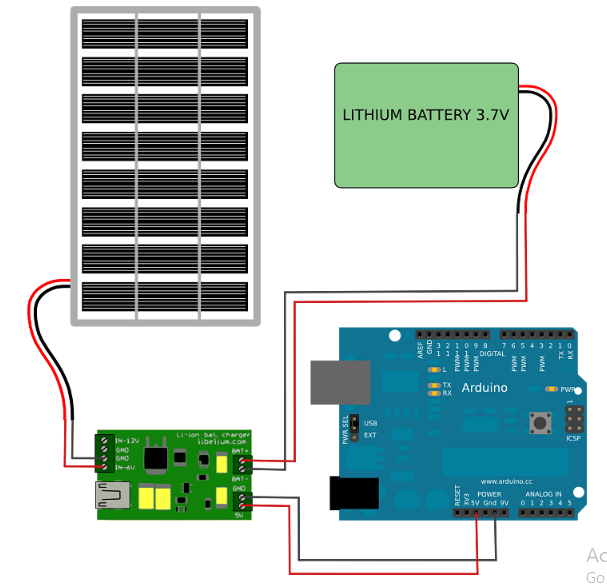 LITHIUM BATTERY 3.7V
AREF
GND
13
12
11
10
9
8
7
6
5
4
3
2
1
0
PWM
PWM
PWM
DIGITAL
PWM
PWM
PWM
TX
RX
L
TX
RX
Arduino
PWR
1
ICSP
PWR SEL
USB
EXT
www.arduino.cc
RESET
3V3
5V
Gnd
9V
POWER
ANALOG IN
0 1 2 3 4 5
Li-ion bat. charger
libelium.com
IN-12V
GND
GND
IN-6V
BAT+
BAT-
GND
5V
Ac
Go